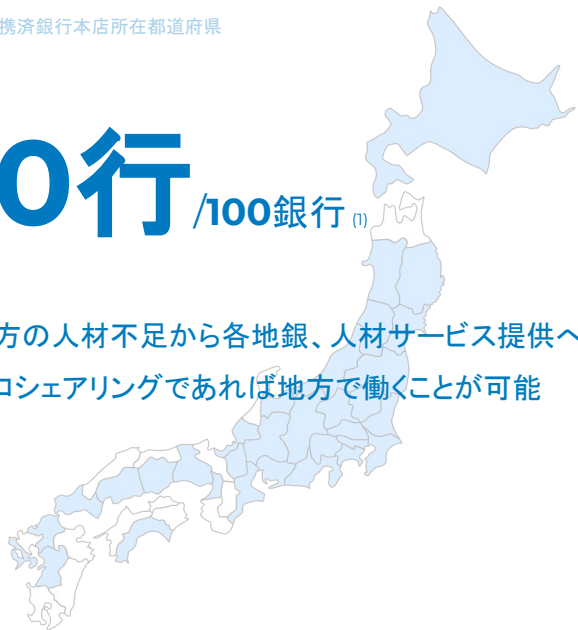 携済銀行本店所在都道府県
0行/100銀行(1)
方の人材不足から各地銀、人材サービス提供へ
ロシェアリングであれば地方で働くことが可能